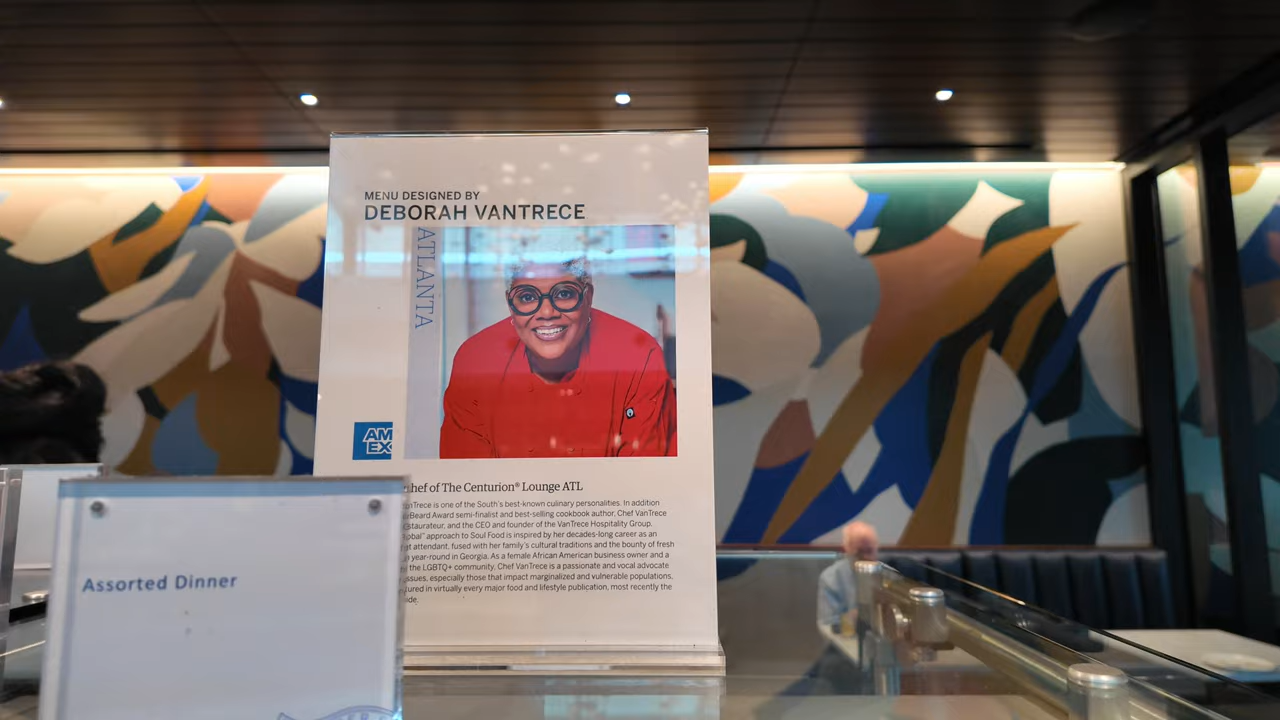 MENU DESIGNED BY
DEBORAH VANTRECE
ATLANTA
AM
EX
hef of The Centurion® Lounge ATL
Trece is one of the South's best-known culinary personalities. In addition
Beard Award semi-finalist and best-selling cookbook author, Chef VanTrece
staurateur, and the CEO and founder of the VanTrece Hospitality Group.
obal" approach to Soul Food is inspired by her decades-long career as an
attendant, fused with her family's cultural traditions and the bounty of fresh
year-round in Georgia. As a female African American business owner and a
the LGBTQ+ community, Chef VanTrece is a passionate and vocal advocate
ssues, especially those that impact marginalized and vulnerable populations,
tured in virtually every major food and lifestyle publication, most recently the
ide.
Assorted Dinner